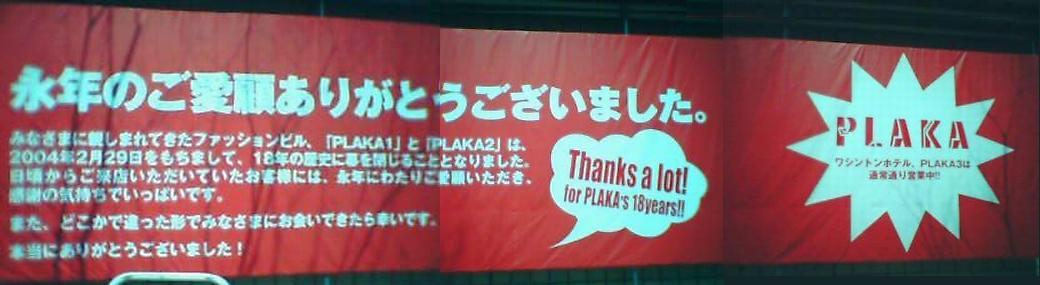 永年のご愛顧ありがとうございました。
みなさまに親しまれてきたファッションビル、「PLAKA1」と「PLAKA2」は、
2004年2月29日をもちまして、18年の歴史に幕を閉じることとなりました。
日頃からご来店いただいていたお客様には、永年にわたりご愛顧いただき、
感謝の気持ちでいっぱいです。
また、どこかで違った形でみなさまにお会いできたら幸いです。
本当にありがとうございました！
Thanks a lot!
for PLAKA's 18years!!
PLAKA
ワシントンホテル、PLAKA3は
通常通り営業中!!